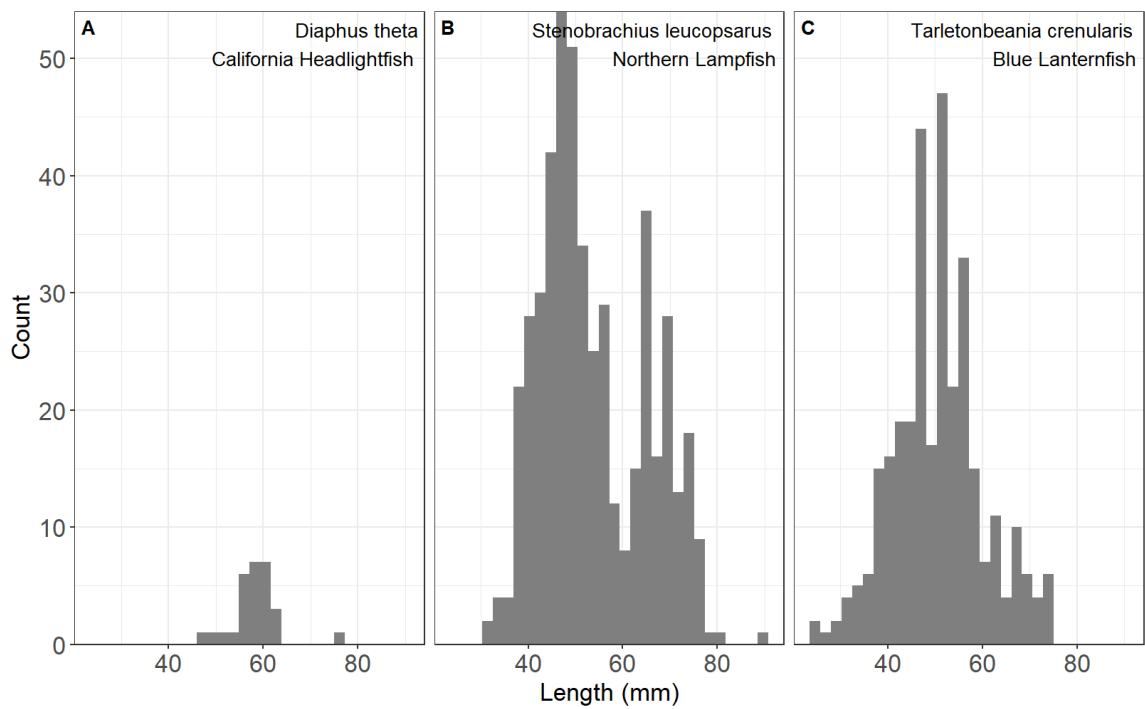 A
Diaphus theta
California Headlightfish
B
Stenobrachius leucopsarus
Northern Lampfish
C
Tarletonbeania crenularis
Blue Lanternfish
Count
50
40
30
20
10
0
40 60 80
40 60 80
40 60 80
Length (mm)